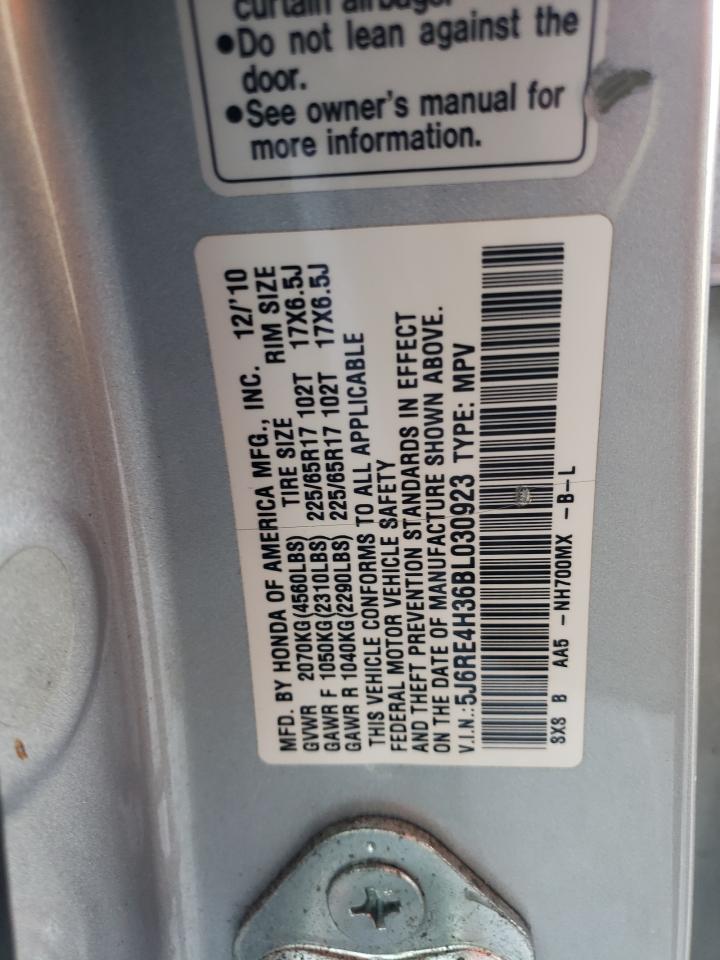 curtain airbags.
●Do not lean against the
door.
●See owner's manual for
more information.
MFD. BY HONDA OF AMERICA MFG., INC. 12/'10
GVWR 2070KG(4560LBS) TIRE SIZE RIM SIZE
GAWR F 1050KG(2310LBS) 225/65R17 102T 17X6.5J
GAWR R 1040KG(2290LBS) 225/65R17 102T 17X6.5J
THIS VEHICLE CONFORMS TO ALL APPLICABLE
FEDERAL MOTOR VEHICLE SAFETY
AND THEFT PREVENTION STANDARDS IN EFFECT
ON THE DATE OF MANUFACTURE SHOWN ABOVE.
V.I.N.:5J6RE4H36BL030923 TYPE: MPV
SXS B AA5 -NH700MX -B-L